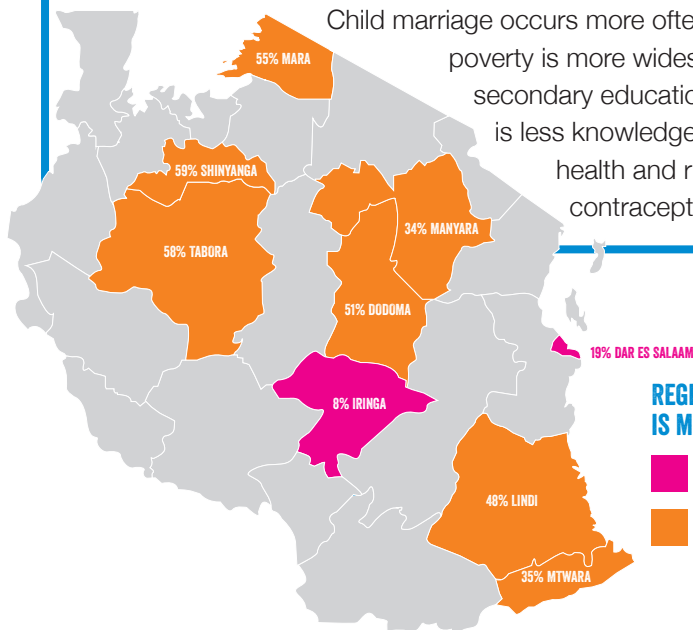 Child marriage occurs more ofte
poverty is more wides
secondary educatio
is less knowledge
health and r
contracept
55% MARA
59% SHINYANGA
34% MANYARA
58% TABORA
51% DODOMA
19% DAR ES SALAAM
8% IRINGA
REGI
IS M
48% LINDI
35% MTWARA